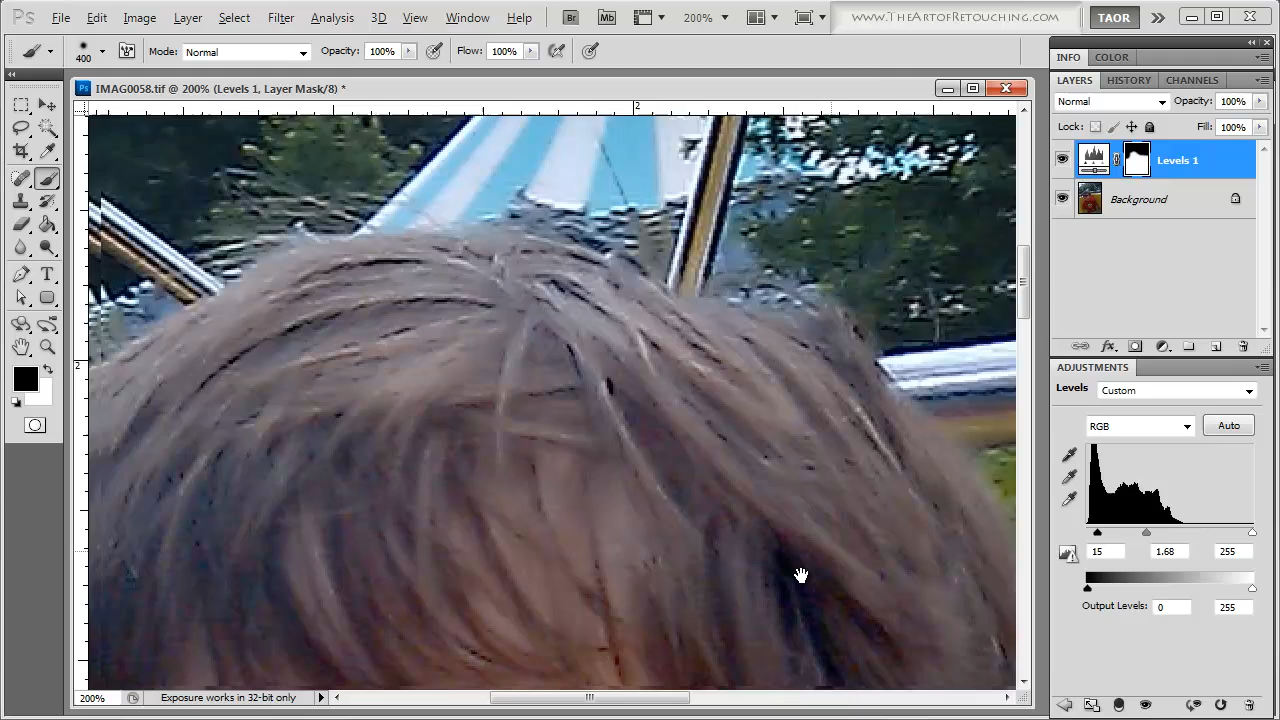 Ps File Edit Image Layer Select Filter Analysis 3D View Window Help Br Mb 200% www.TheArtofRetouching.com TAOR
400 Mode: Normal Opacity: 100% Flow: 100%
INFO COLOR
LAYERS HISTORY CHANNELS
Ps IMAG0058.tif @ 200% (Levels 1, Layer Mask/8) *
Normal Opacity: 100%
2
Lock: Fill: 100%
Levels 1
Background
T
2
ADJUSTMENTS
Levels Custom
RGB Auto
15 1.68 255
Output Levels: 0 255
200% Exposure works in 32-bit only